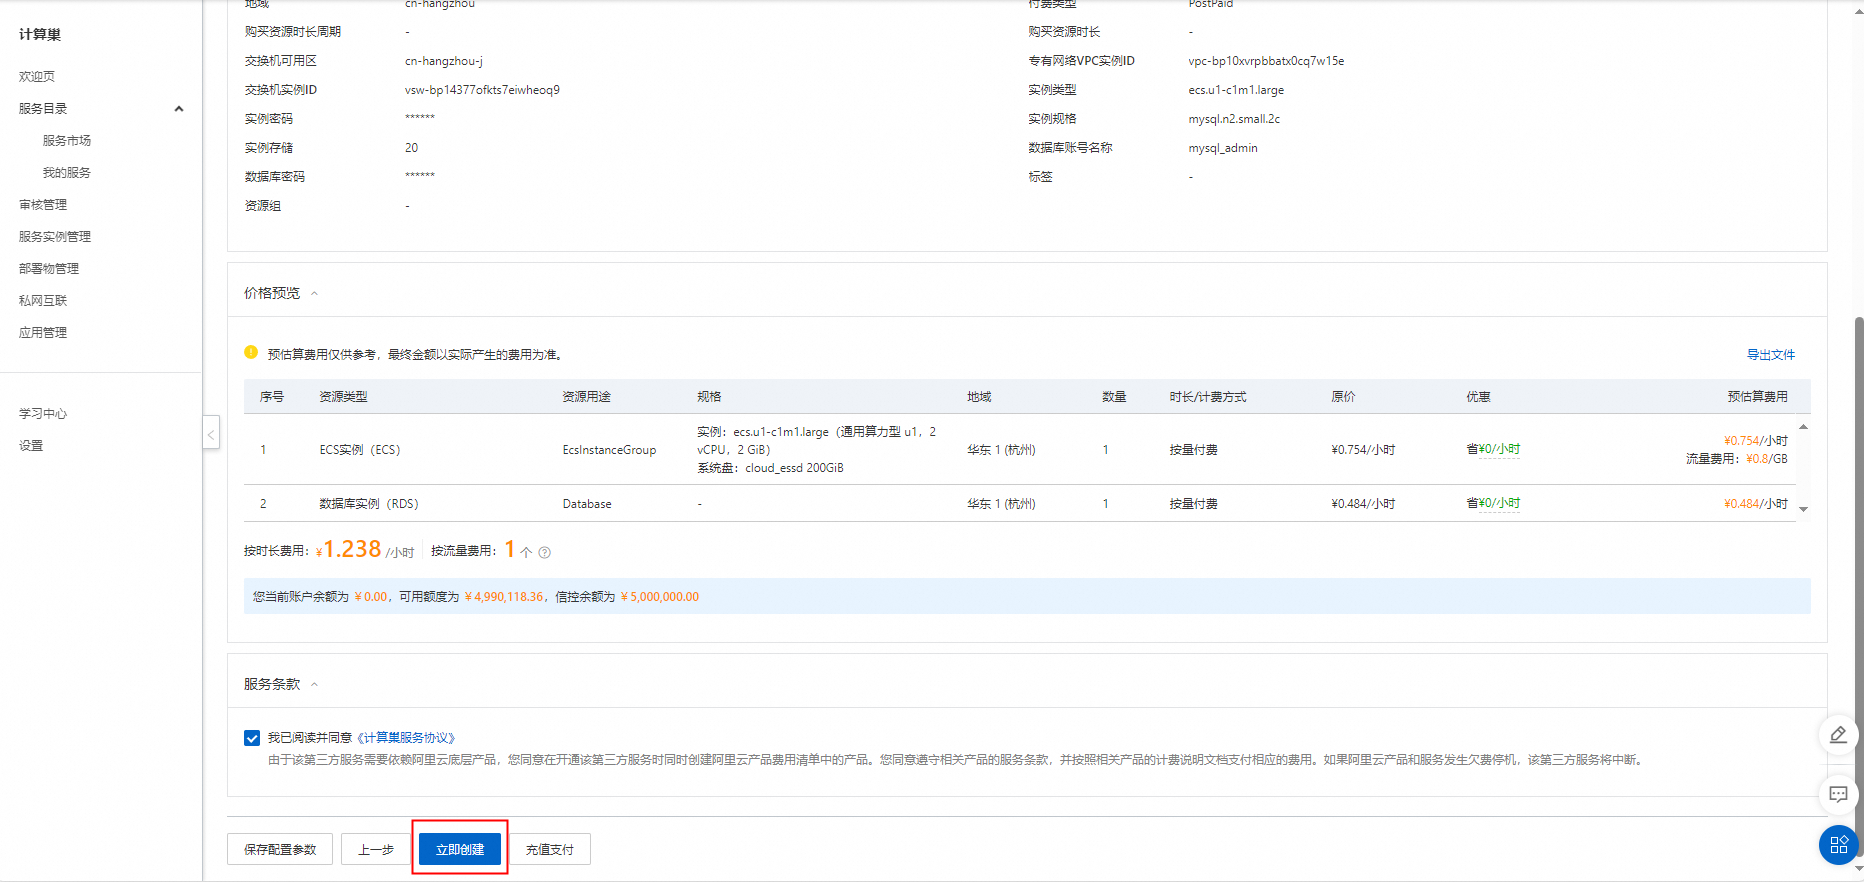 计算巢
欢迎页
服务目录
服务市场
我的服务
审核管理
服务实例管理
部署物管理
私网互联
应用管理
学习中心
设置
地域 cn-hangzhou 付费类型 PostPaid
购买资源时长周期 - 购买资源时长 -
交换机可用区 cn-hangzhou-j 专有网络VPC实例ID vpc-bp10xvrpbbatx0cq7w15e
交换机实例ID vsw-bp14377ofkts7eiwheoq9 实例类型 ecs.u1-c1m1.large
实例密码 ****** 实例规格 mysql.n2.small.2c
实例存储 20 数据库账号名称 mysql_admin
数据库密码 ****** 标签 -
资源组 -
价格预览
预估算费用仅供参考，最终金额以实际产生的费用为准。 导出文件
序号 资源类型 资源用途 规格 地域 数量 时长/计费方式 原价 优惠 预估算费用
1 ECS实例（ECS） EcsInstanceGroup 实例：ecs.u1-c1m1.large（通用算力型 u1，2 vCPU，2 GiB） 系统盘：cloud_essd 200GiB 华东 1 (杭州) 1 按量付费 ¥0.754/小时 省¥0/小时 ¥0.754/小时 流量费用：¥0.8/GB
2 数据库实例（RDS） Database - 华东 1 (杭州) 1 按量付费 ¥0.484/小时 省¥0/小时 ¥0.484/小时
按时长费用：¥1.238 /小时 按流量费用：1 个
您当前账户余额为 ¥0.00，可用额度为 ¥4,990,118.36，信控余额为 ¥5,000,000.00
服务条款
我已阅读并同意《计算巢服务协议》
由于该第三方服务需要依赖阿里云底层产品，您同意在开通该第三方服务时同时创建阿里云产品费用清单中的产品。您同意遵守相关产品的服务条款，并按照相关产品的计费说明文档支付相应的费用。如果阿里云产品和服务发生欠费停机，该第三方服务将中断。
保存配置参数 上一步 立即创建 充值支付